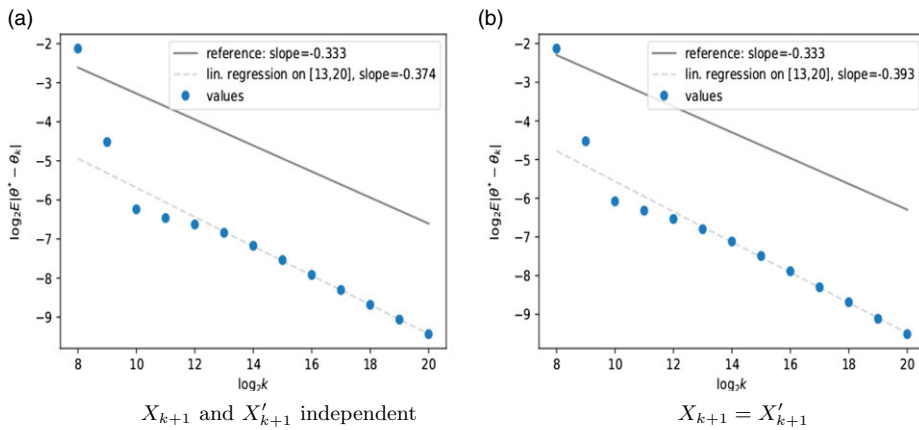 (a)
reference: slope=-0.333
lin. regression on [13,20], slope=-0.374
values
−2
−3
−4
−5
−6
−7
−8
−9
log₂E|θ* − θₖ|
8 10 12 14 16 18 20
log₂k
Xₖ₊₁ and X′ₖ₊₁ independent
(b)
reference: slope=-0.333
lin. regression on [13,20], slope=-0.393
values
−2
−3
−4
−5
−6
−7
−8
−9
log₂E|θ* − θₖ|
8 10 12 14 16 18 20
log₂k
Xₖ₊₁ = X′ₖ₊₁